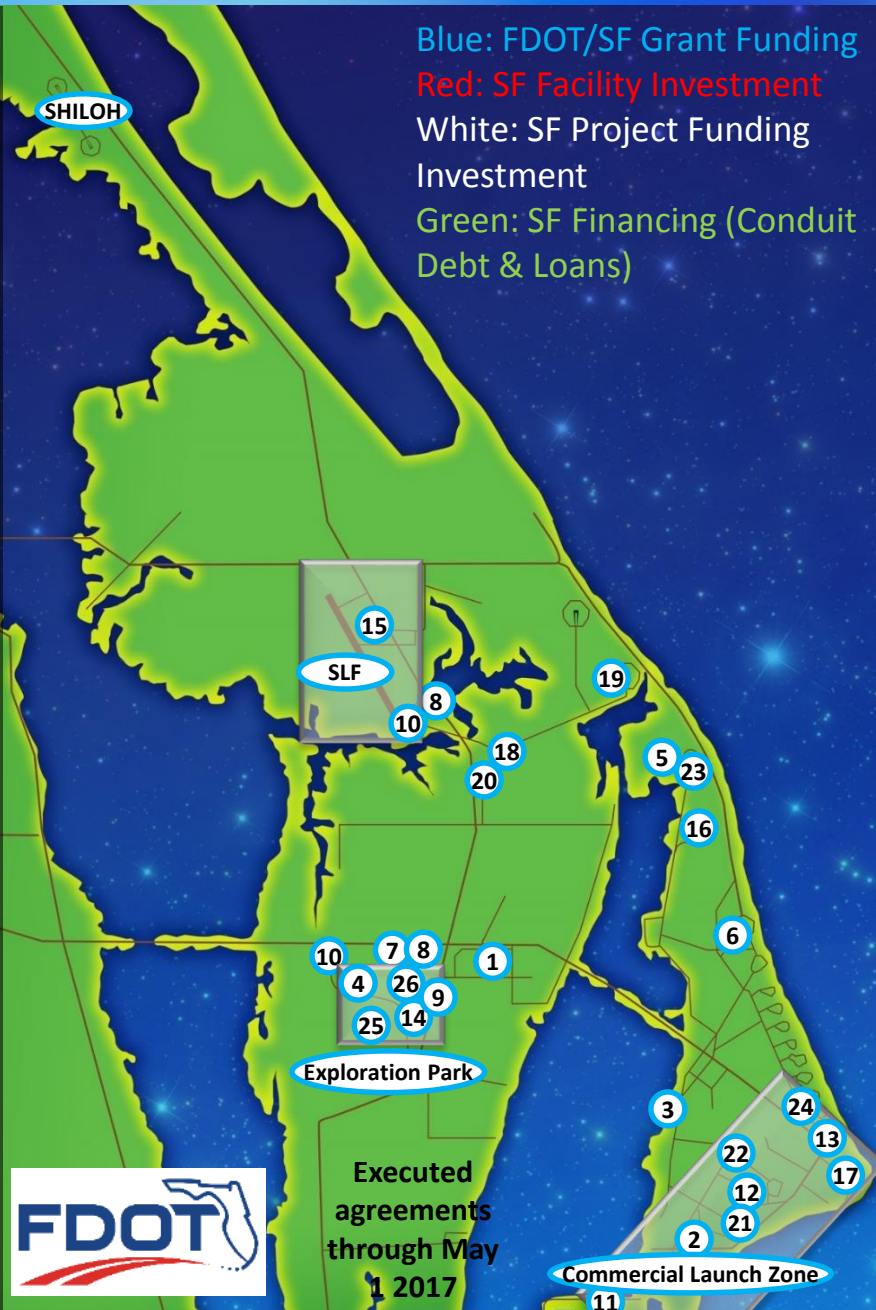 Blue: FDOT/SF Grant Funding
Red: SF Facility Investment
White: SF Project Funding
Investment
Green: SF Financing (Conduit
Debt & Loans)
SHILOH
15
SLF
8
10
19
18
20
5
23
16
6
10
7
8
1
4
26
9
14
25
Exploration Park
3
24
13
22
17
12
21
2
Commercial Launch Zone
11
Executed
agreements
through May
1 2017
FDOT